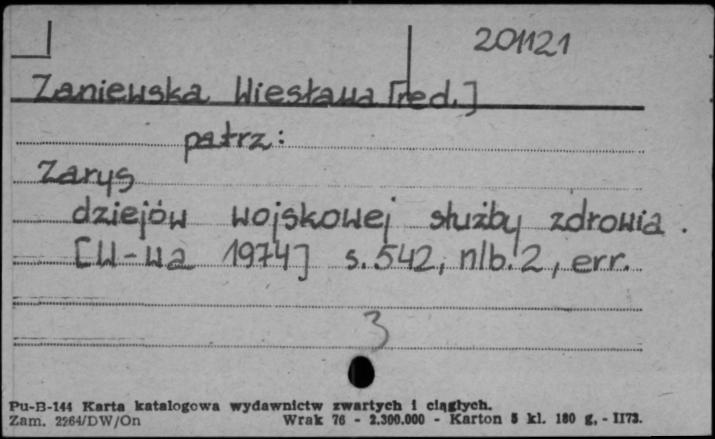 201121
Zaniewska Wiesława [red.]
patrz:
Zarys
dziejów wojskowej służby zdrowia.
[W-wa 1974] s.542, nlb.2, err.
3
Pu-B-144 Karta katalogowa wydawnictw zwartych i ciągłych.
Zam. 2264/DW/On Wrak 76 - 2.300.000 - Karton 5 kl. 180 g. - II73.